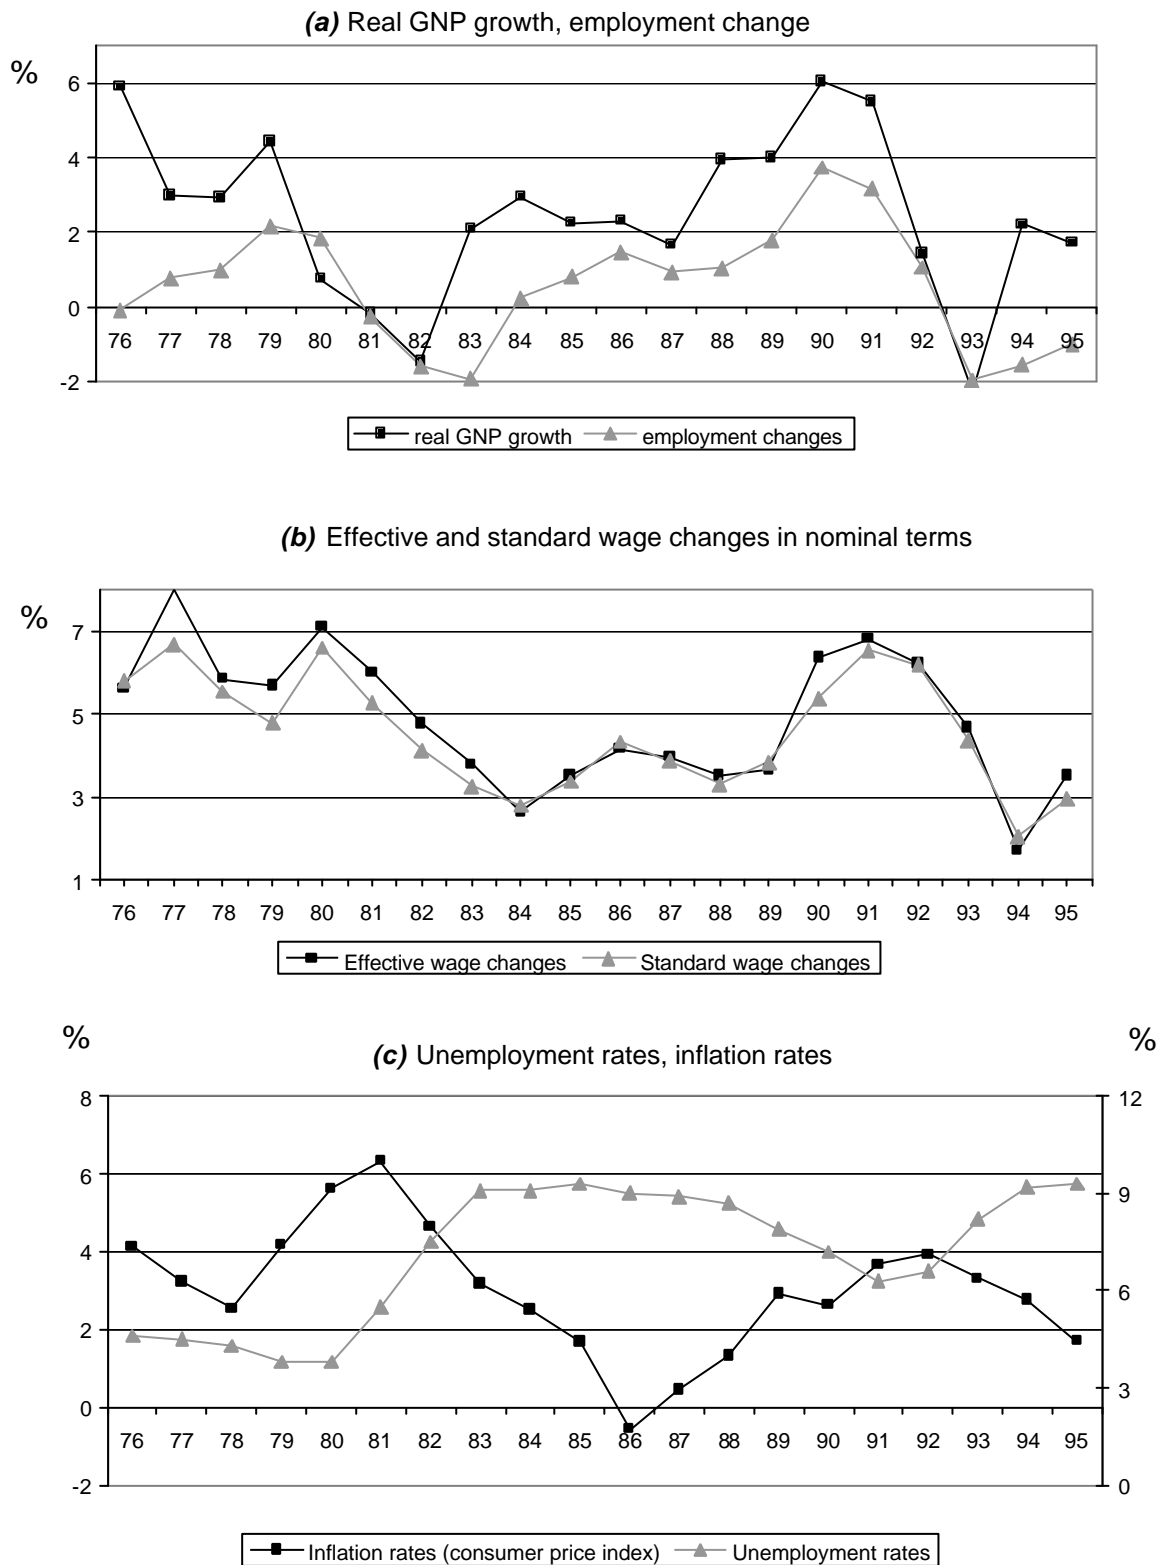 (a) Real GNP growth, employment change
%
6
4
2
0
-2
76 77 78 79 80 81 82 83 84 85 86 87 88 89 90 91 92 93 94 95
real GNP growth employment changes
(b) Effective and standard wage changes in nominal terms
%
7
5
3
1
76 77 78 79 80 81 82 83 84 85 86 87 88 89 90 91 92 93 94 95
Effective wage changes Standard wage changes
% %
(c) Unemployment rates, inflation rates
8 12
6
9
4
6
2
3
0
76 77 78 79 80 81 82 83 84 85 86 87 88 89 90 91 92 93 94 95
-2 0
Inflation rates (consumer price index) Unemployment rates